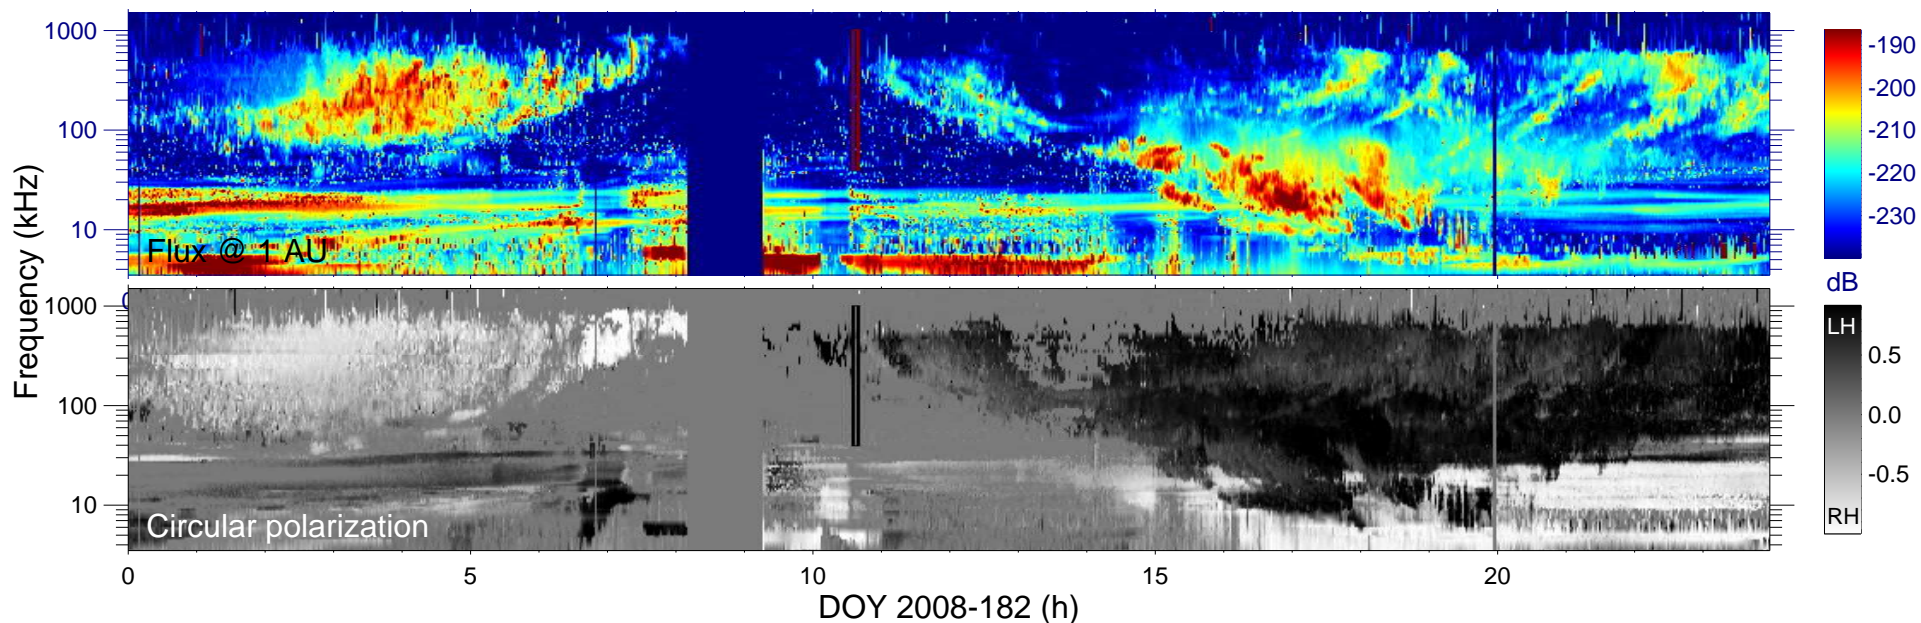 1000
100
10
Flux @ 1 AU
-190
-200
-210
-220
-230
dB
Frequency (kHz)
0
1000
100
10
Circular polarization
LH
0.5
0.0
-0.5
RH
0 5 10 15 20
DOY 2008-182 (h)